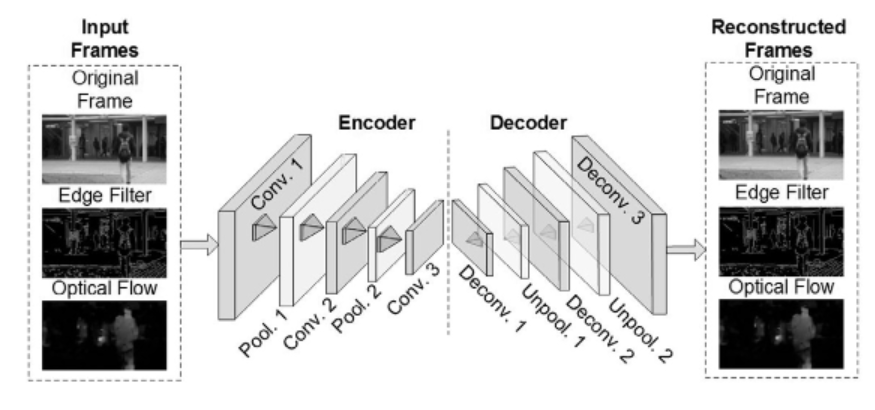 Input
Frames
Original
Frame
Edge Filter
Optical Flow
Encoder
Conv. 1
Pool. 1
Conv. 2
Pool. 2
Conv. 3
Decoder
Deconv. 1
Unpool. 1
Deconv. 2
Unpool. 2
Deconv. 3
Reconstructed
Frames
Original
Frame
Edge Filter
Optical Flow